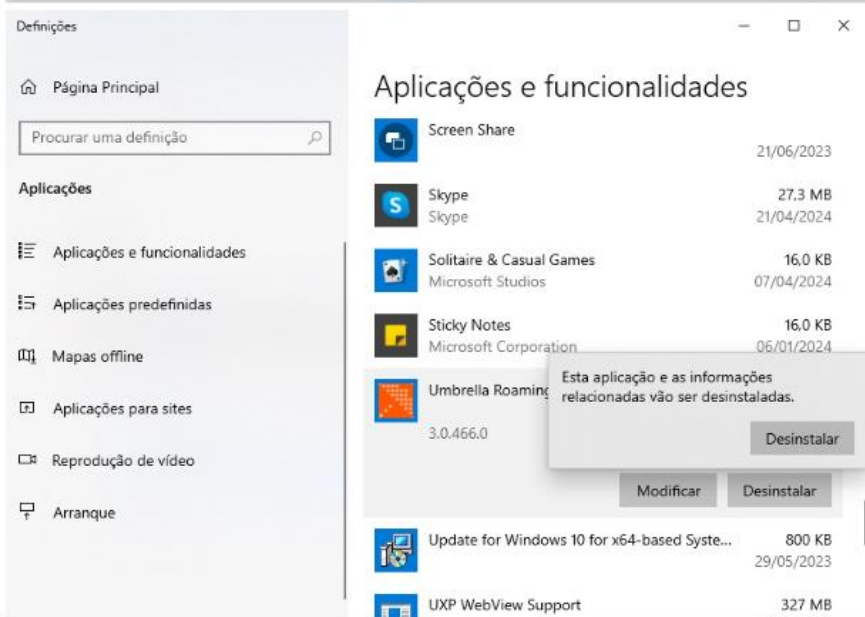 Definições
Página Principal
Procurar uma definição
Aplicações
Aplicações e funcionalidades
Aplicações predefinidas
Mapas offline
Aplicações para sites
Reprodução de vídeo
Arranque
Aplicações e funcionalidades
Screen Share
21/06/2023
Skype 27,3 MB
Skype 21/04/2024
Solitaire & Casual Games 16,0 KB
Microsoft Studios 07/04/2024
Sticky Notes 16,0 KB
Microsoft Corporation 06/01/2024
Umbrella Roaming
3.0.466.0
Esta aplicação e as informações
relacionadas vão ser desinstaladas.
Desinstalar
Modificar Desinstalar
Update for Windows 10 for x64-based Syste... 800 KB
29/05/2023
UXP WebView Support 327 MB